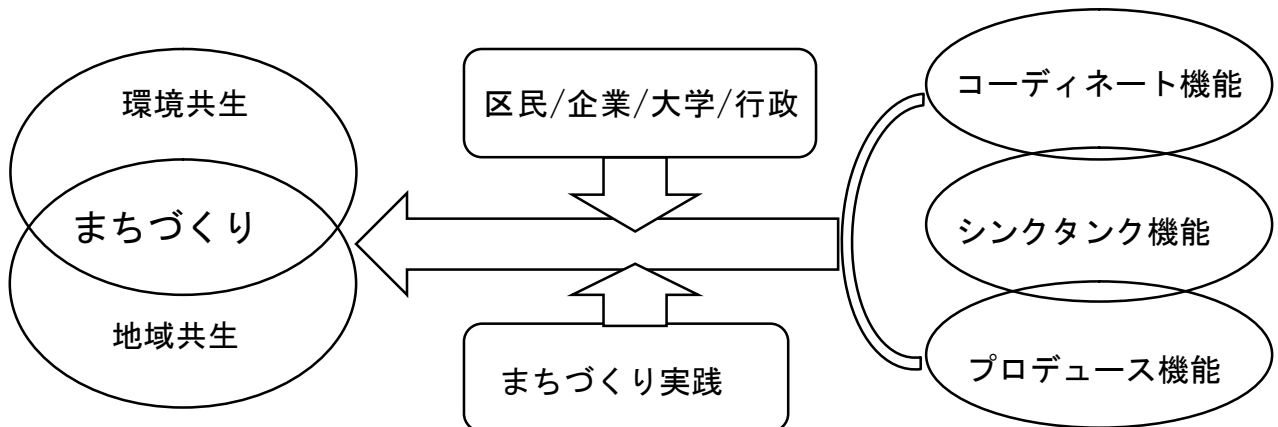 環境共生
まちづくり
地域共生
区民/企業/大学/行政
まちづくり実践
コーディネート機能
シンクタンク機能
プロデュース機能